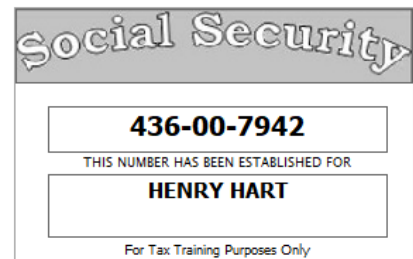 Social Security
436-00-7942
THIS NUMBER HAS BEEN ESTABLISHED FOR
HENRY HART
For Tax Training Purposes Only